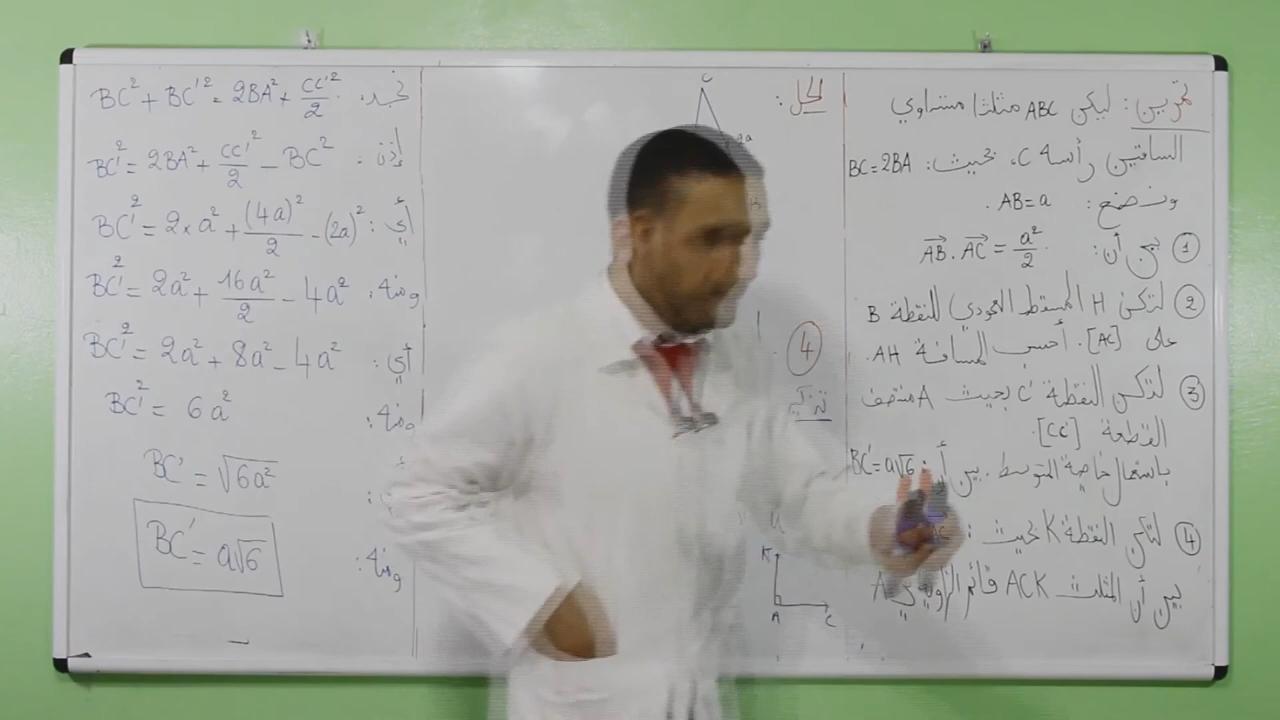 تمرين: ليكن ABC مثلثا متساوي
الساقين رأسه C، بحيث: BC=2BA
ونضع: AB=a.
① بين أن: AB⃗.AC⃗ = a²/2.
② لتكن H المسقط العمودي للنقطة B
على [AC]. أحسب المسافة AH.
③ لتكن النقطة C' بحيث A منتصف
القطعة [CC'].
باستعمال خاصية المتوسط. بين أن: BC'=a√6
④ لتكن النقطة K بحيث:
بين أن المثلث ACK قائم الزاوية في A
الحل:
C
2a
④
K
A
C
نجد: BC² + BC'² = 2BA² + CC'²/2
إذن: BC'² = 2BA² + CC'²/2 - BC²
أي: BC'² = 2×a² + (4a)²/2 - (2a)²
ومنه: BC'² = 2a² + 16a²/2 - 4a²
أي: BC'² = 2a² + 8a² - 4a²
ومنه: BC'² = 6a²
BC' = √6a²
ومنه: BC' = a√6